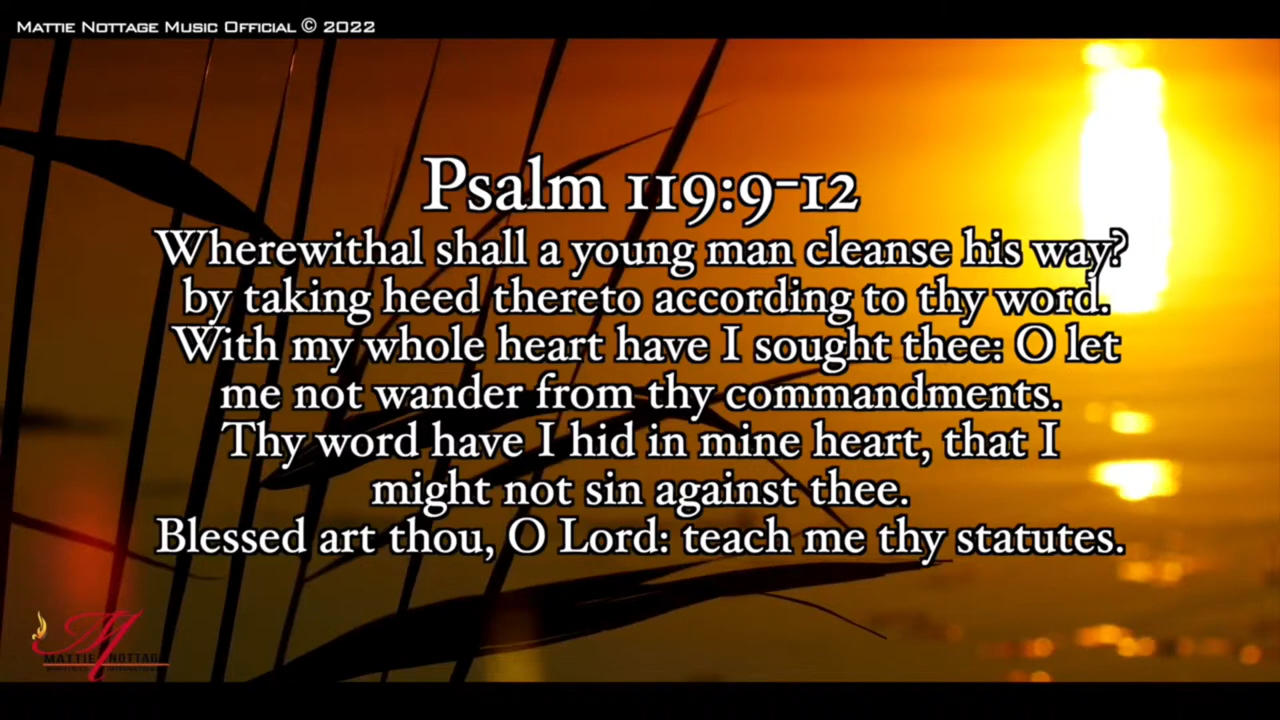 Mattie Nottage Music Official © 2022
Psalm 119:9-12
Wherewithal shall a young man cleanse his way?
by taking heed thereto according to thy word.
With my whole heart have I sought thee: O let
me not wander from thy commandments.
Thy word have I hid in mine heart, that I
might not sin against thee.
Blessed art thou, O Lord: teach me thy statutes.
M
MATTIE NOTTAGE